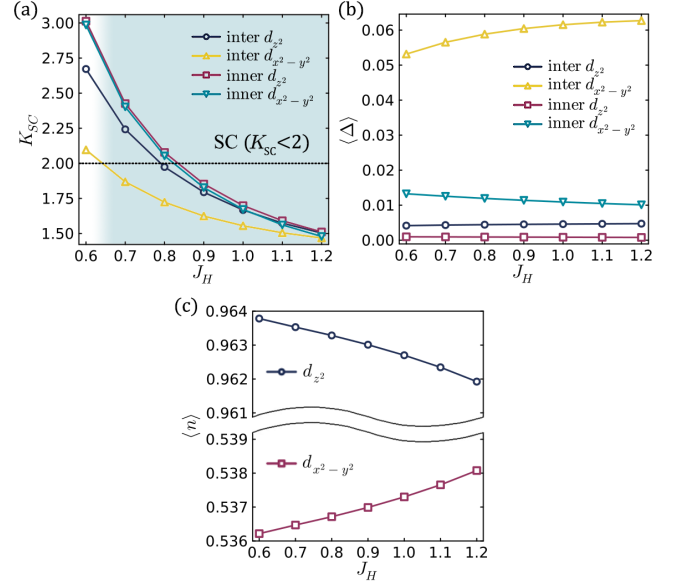 (a)
3.00
2.75
2.50
2.25
2.00
1.75
1.50
K_SC
inter d_{z^2}
inter d_{x^2-y^2}
inner d_{z^2}
inner d_{x^2-y^2}
SC (K_SC<2)
0.6 0.7 0.8 0.9 1.0 1.1 1.2
J_H
(b)
0.06
0.05
0.04
0.03
0.02
0.01
0.00
⟨Δ⟩
inter d_{z^2}
inter d_{x^2-y^2}
inner d_{z^2}
inner d_{x^2-y^2}
0.6 0.7 0.8 0.9 1.0 1.1 1.2
J_H
(c)
0.964
0.963
0.962
0.961
0.539
0.538
0.537
0.536
⟨n⟩
d_{z^2}
d_{x^2-y^2}
0.6 0.7 0.8 0.9 1.0 1.1 1.2
J_H